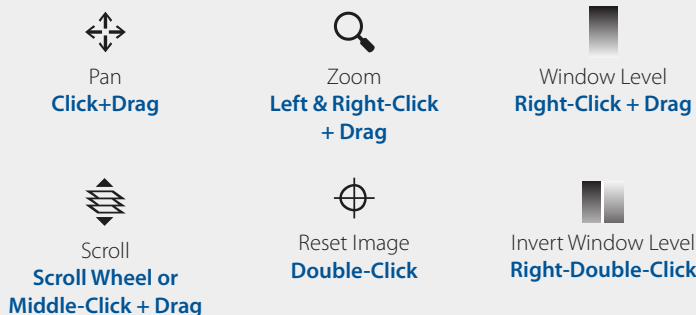 Pan
Click+Drag
Zoom
Left & Right-Click
+ Drag
Window Level
Right-Click + Drag
Scroll
Scroll Wheel or
Middle-Click + Drag
Reset Image
Double-Click
Invert Window Level
Right-Double-Click